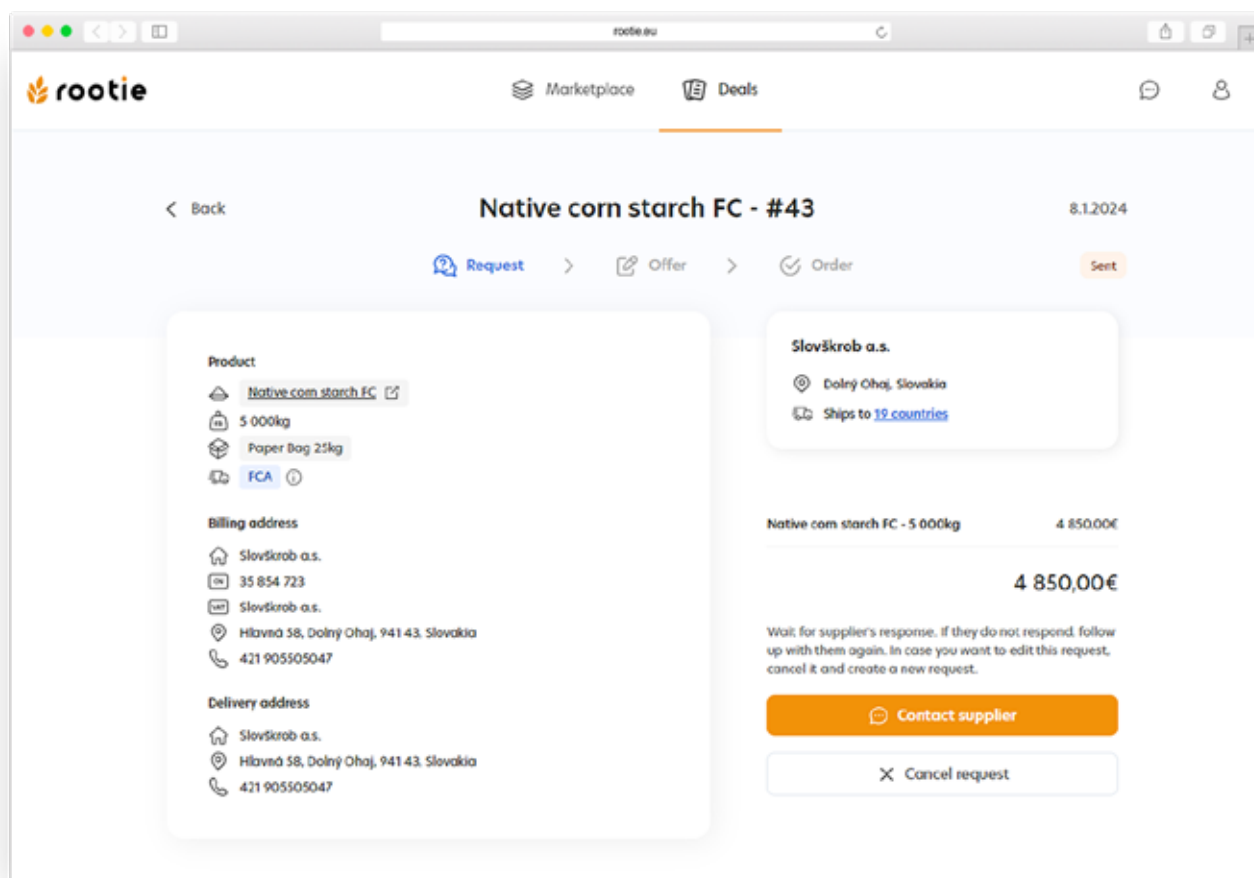 rootie.eu
rootie
Marketplace
Deals
Back
Native corn starch FC - #43
8.1.2024
Request
Offer
Order
Sent
Product
Native corn starch FC
5 000kg
Paper Bag 25kg
FCA
Billing address
Slovškrob a.s.
35 854 723
VAT
Slovškrob a.s.
Hlavná 58, Dolný Ohaj, 941 43, Slovakia
421 905505047
Delivery address
Slovškrob a.s.
Hlavná 58, Dolný Ohaj, 941 43, Slovakia
421 905505047
Slovškrob a.s.
Dolný Ohaj, Slovakia
Ships to 19 countries
Native corn starch FC - 5 000kg 4 850.00€
4 850,00€
Wait for supplier's response. If they do not respond, follow
up with them again. In case you want to edit this request,
cancel it and create a new request.
Contact supplier
Cancel request